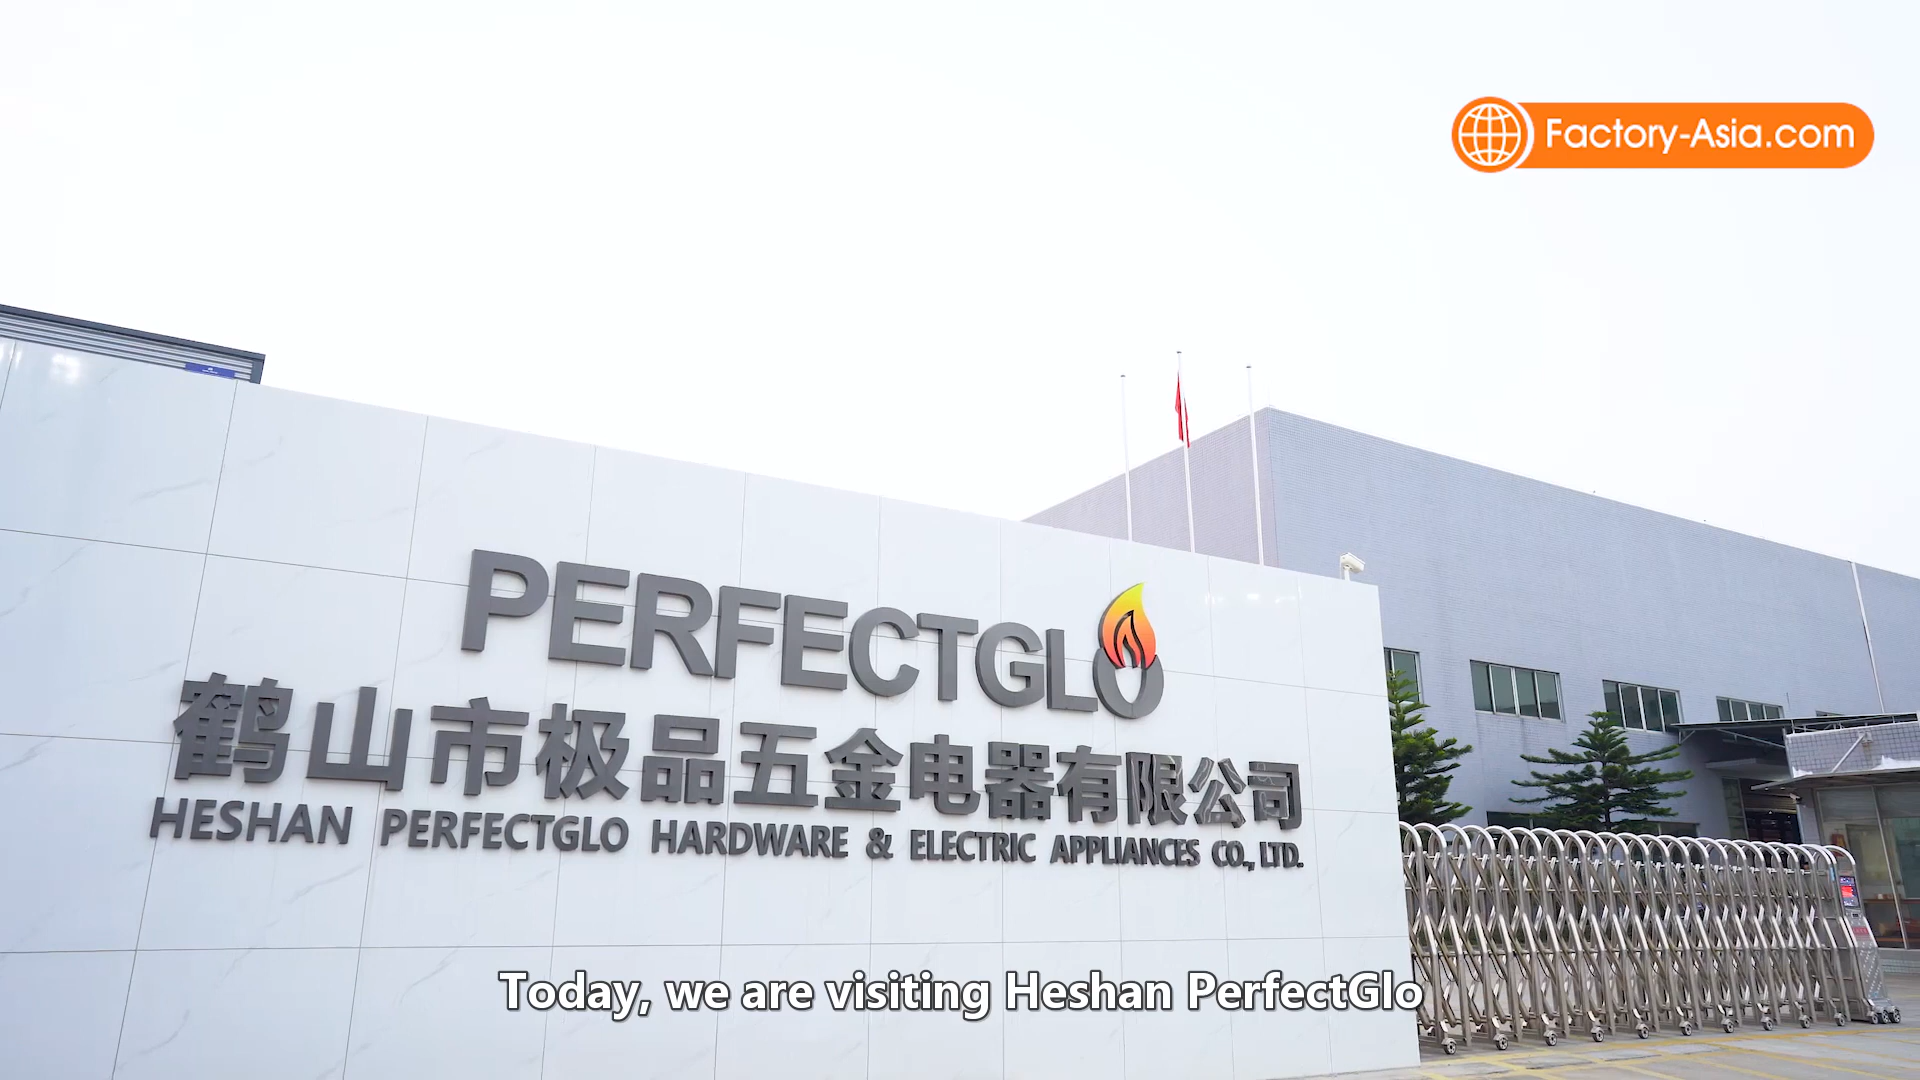 Factory-Asia.com
PERFECTGLO
鹤山市极品五金电器有限公司
HESHAN PERFECTGLO HARDWARE & ELECTRIC APPLIANCES CO., LTD.
Today, we are visiting Heshan PerfectGlo